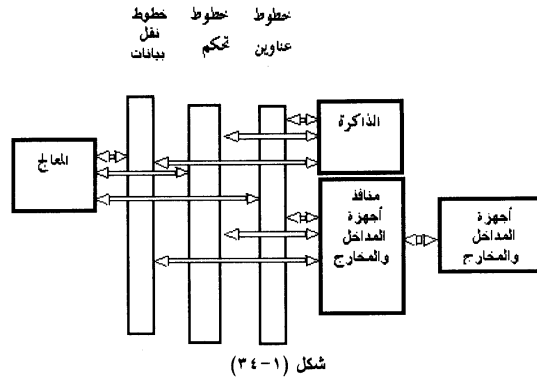 خطوط
عناوين
خطوط
تحكم
خطوط
نقل
بيانات
الذاكرة
المعالج
منافذ
أجهزة
المداخل
والمخارج
أجهزة
المداخل
والمخارج
شكل (١-٣٤)